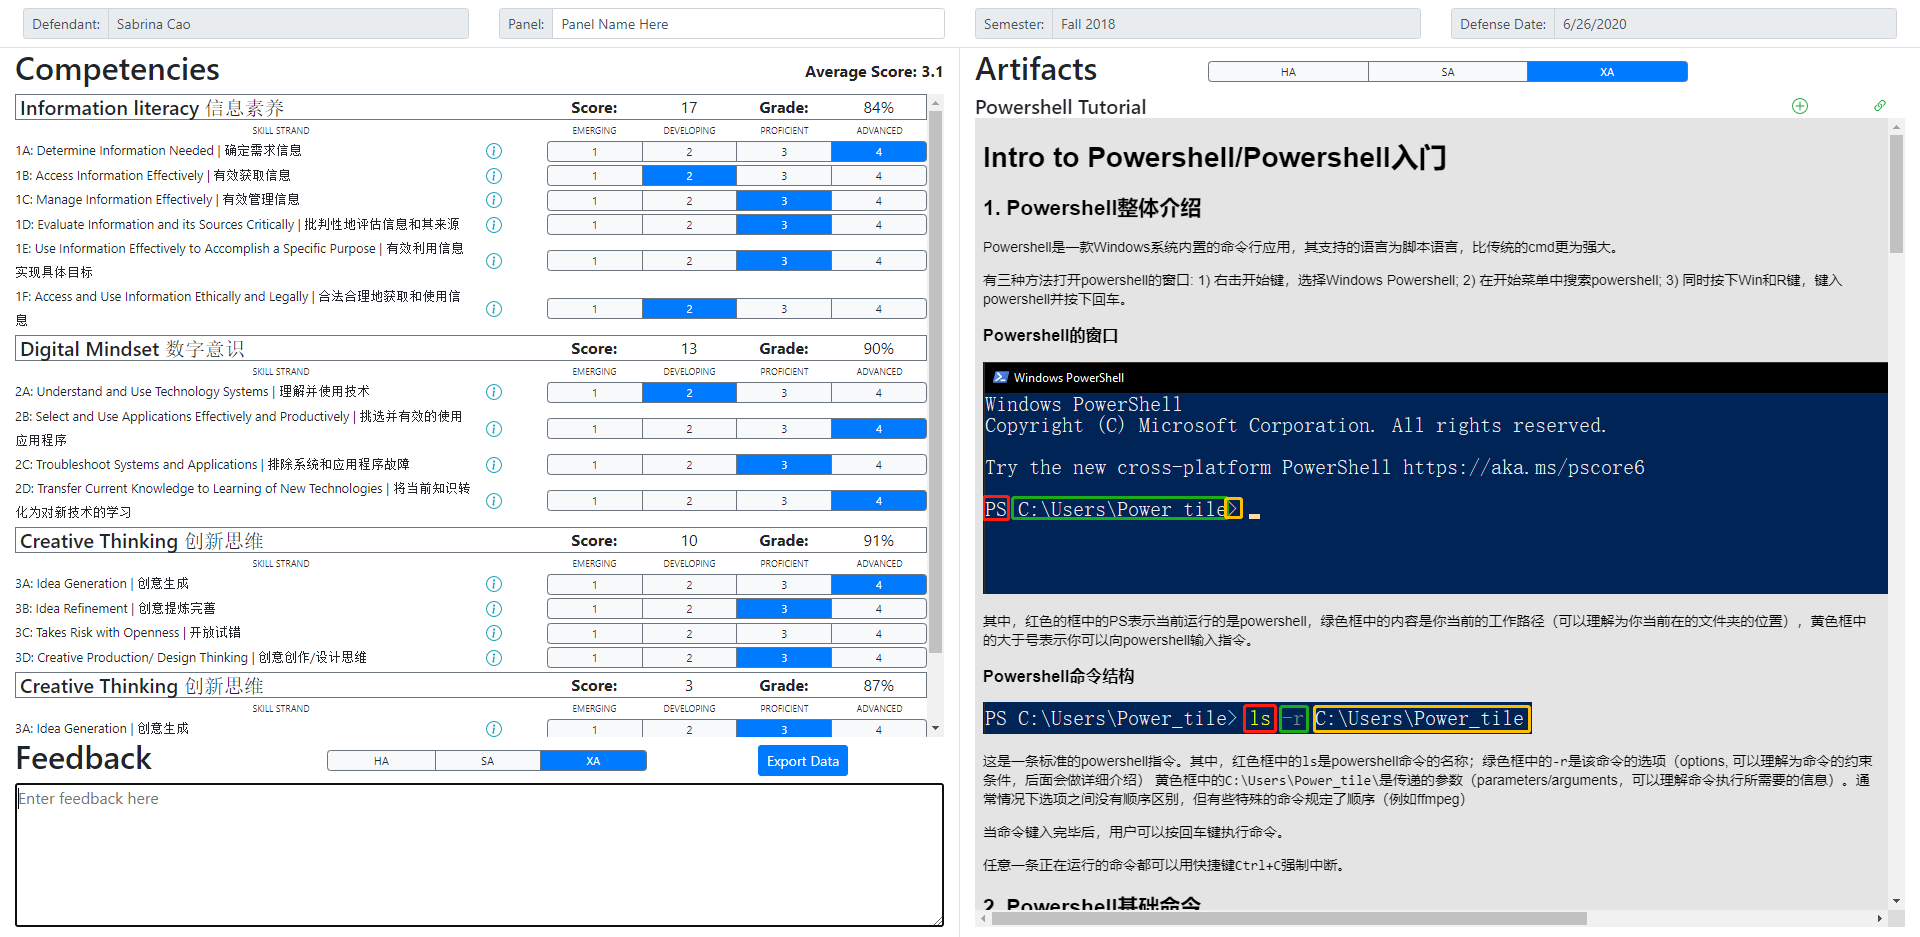 Defendant: Sabrina Cao
Panel: Panel Name Here
Semester: Fall 2018
Defense Date: 6/26/2020
Competencies
Average Score: 3.1
Information literacy 信息素养 Score: 17 Grade: 84%
SKILL STRAND EMERGING DEVELOPING PROFICIENT ADVANCED
1A: Determine Information Needed | 确定需求信息 1 2 3 4
1B: Access Information Effectively | 有效获取信息 1 2 3 4
1C: Manage Information Effectively | 有效管理信息 1 2 3 4
1D: Evaluate Information and its Sources Critically | 批判性地评估信息和其来源 1 2 3 4
1E: Use Information Effectively to Accomplish a Specific Purpose | 有效利用信息
实现具体目标 1 2 3 4
1F: Access and Use Information Ethically and Legally | 合法合理地获取和使用信
息 1 2 3 4
Digital Mindset 数字意识 Score: 13 Grade: 90%
SKILL STRAND EMERGING DEVELOPING PROFICIENT ADVANCED
2A: Understand and Use Technology Systems | 理解并使用技术 1 2 3 4
2B: Select and Use Applications Effectively and Productively | 挑选并有效的使用
应用程序 1 2 3 4
2C: Troubleshoot Systems and Applications | 排除系统和应用程序故障 1 2 3 4
2D: Transfer Current Knowledge to Learning of New Technologies | 将当前知识转
化为对新技术的学习 1 2 3 4
Creative Thinking 创新思维 Score: 10 Grade: 91%
SKILL STRAND EMERGING DEVELOPING PROFICIENT ADVANCED
3A: Idea Generation | 创意生成 1 2 3 4
3B: Idea Refinement | 创意提炼完善 1 2 3 4
3C: Takes Risk with Openness | 开放试错 1 2 3 4
3D: Creative Production/ Design Thinking | 创意创作/设计思维 1 2 3 4
Creative Thinking 创新思维 Score: 3 Grade: 87%
SKILL STRAND EMERGING DEVELOPING PROFICIENT ADVANCED
3A: Idea Generation | 创意生成 1 2 3 4
Feedback
HA SA XA
Export Data
Enter feedback here
Artifacts
HA SA XA
Powershell Tutorial
Intro to Powershell/Powershell入门
1. Powershell整体介绍
Powershell是一款Windows系统内置的命令行应用，其支持的语言为脚本语言，比传统的cmd更为强大。
有三种方法打开powershell的窗口: 1) 右击开始键，选择Windows Powershell; 2) 在开始菜单中搜索powershell; 3) 同时按下Win和R键，键入
powershell并按下回车。
Powershell的窗口
Windows PowerShell
Windows PowerShell
Copyright (C) Microsoft Corporation. All rights reserved.
Try the new cross-platform PowerShell https://aka.ms/pscore6
PS C:\Users\Power_tile>
其中，红色的框中的PS表示当前运行的是powershell，绿色框中的内容是你当前的工作路径（可以理解为你当前在的文件夹的位置），黄色框中
的大于号表示你可以向powershell输入指令。
Powershell命令结构
PS C:\Users\Power_tile> ls -r C:\Users\Power_tile
这是一条标准的powershell指令。其中，红色框中的ls是powershell命令的名称；绿色框中的-r是该命令的选项（options, 可以理解为命令的约束
条件，后面会做详细介绍） 黄色框中的C:\Users\Power_tile\是传递的参数（parameters/arguments，可以理解命令执行所需要的信息）。通
常情况下选项之间没有顺序区别，但有些特殊的命令规定了顺序（例如ffmpeg）
当命令键入完毕后，用户可以按回车键执行命令。
任意一条正在运行的命令都可以用快捷键Ctrl+C强制中断。
2. Powershell基础命令